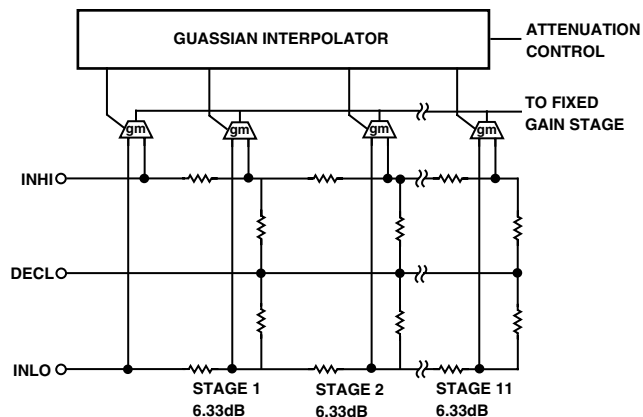 GUASSIAN INTERPOLATOR
ATTENUATION
CONTROL
TO FIXED
GAIN STAGE
gm gm gm gm
INHI
DECL
INLO
STAGE 1 STAGE 2 STAGE 11
6.33dB 6.33dB 6.33dB